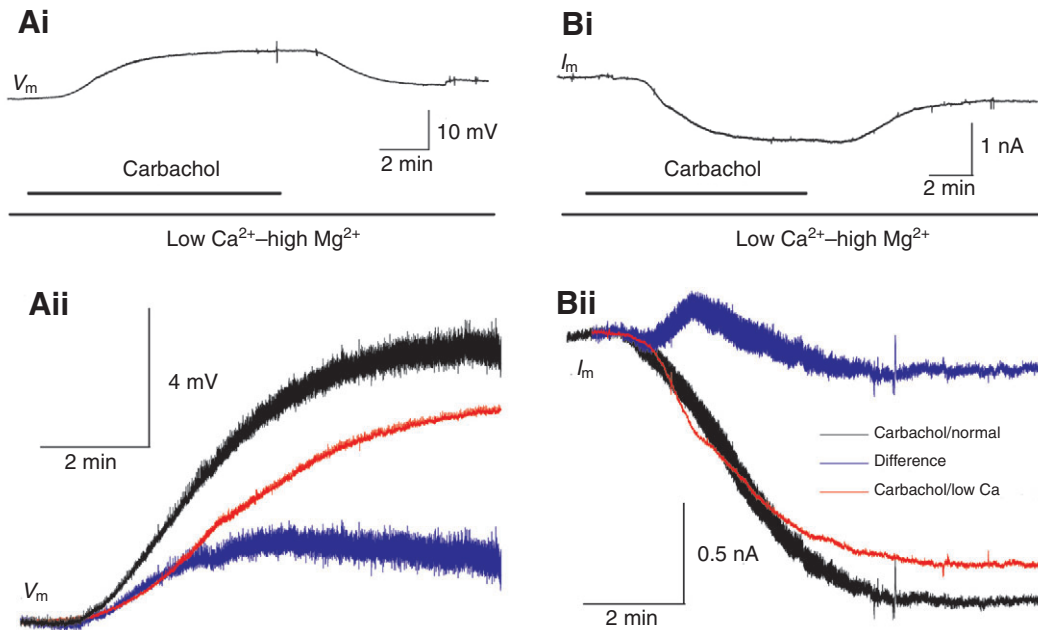 Ai
Vm
10 mV
2 min
Carbachol
Low Ca²⁺–high Mg²⁺
Bi
Im
1 nA
2 min
Carbachol
Low Ca²⁺–high Mg²⁺
Aii
4 mV
2 min
Vm
Bii
Im
Carbachol/normal
Difference
Carbachol/low Ca
0.5 nA
2 min